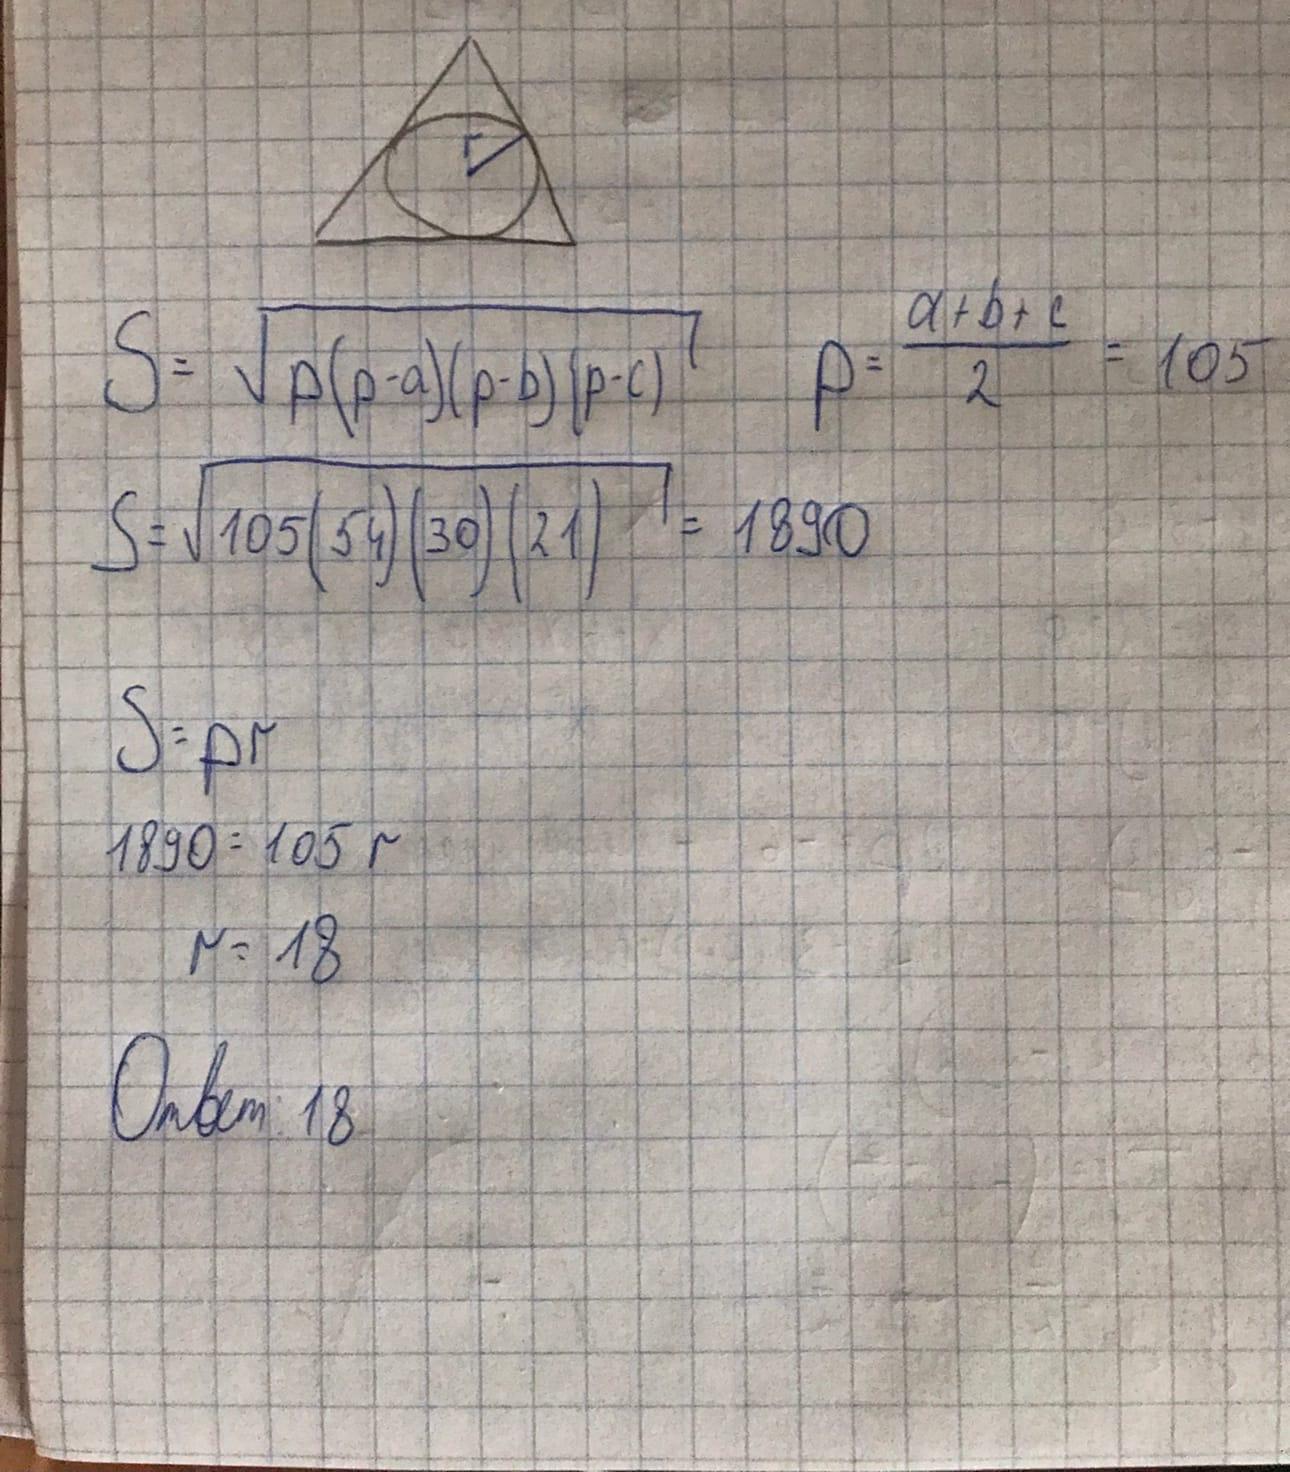 r
S = √p(p-a)(p-b)(p-c) p = a+b+c/2 = 105
S = √105(54)(30)(21) = 1890
S = pr
1890 = 105 r
r = 18
Ответ: 18